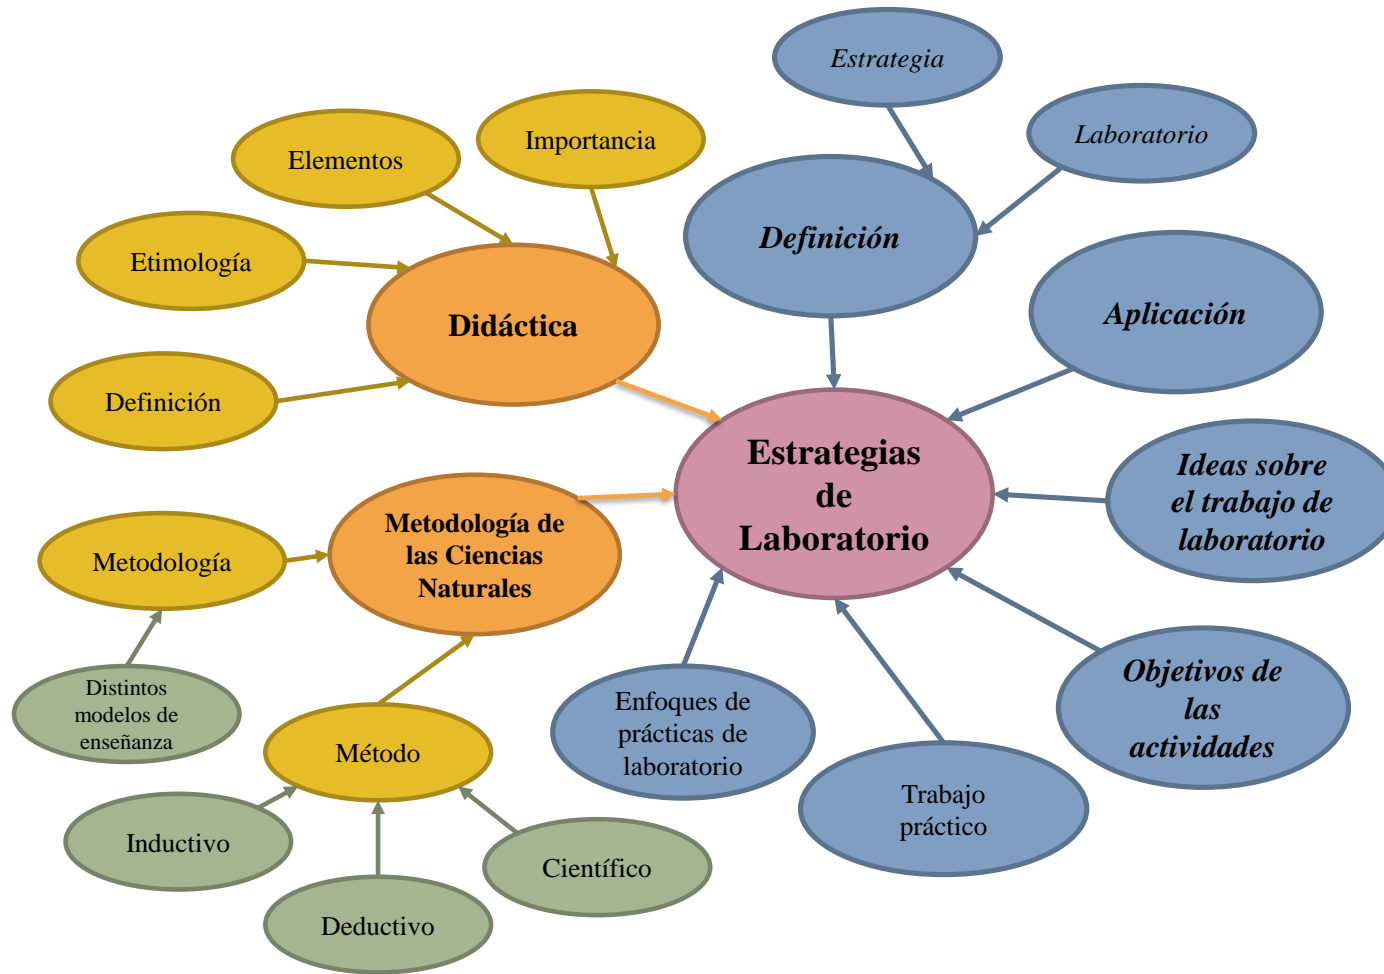 Estrategia
Laboratorio
Importancia
Elementos
Definición
Etimología
Aplicación
Didáctica
Definición
Estrategias
de
Laboratorio
Ideas sobre
el trabajo de
laboratorio
Metodología de
las Ciencias
Naturales
Metodología
Distintos
modelos de
enseñanza
Objetivos de
las
actividades
Enfoques de
prácticas de
laboratorio
Método
Trabajo
práctico
Inductivo
Científico
Deductivo